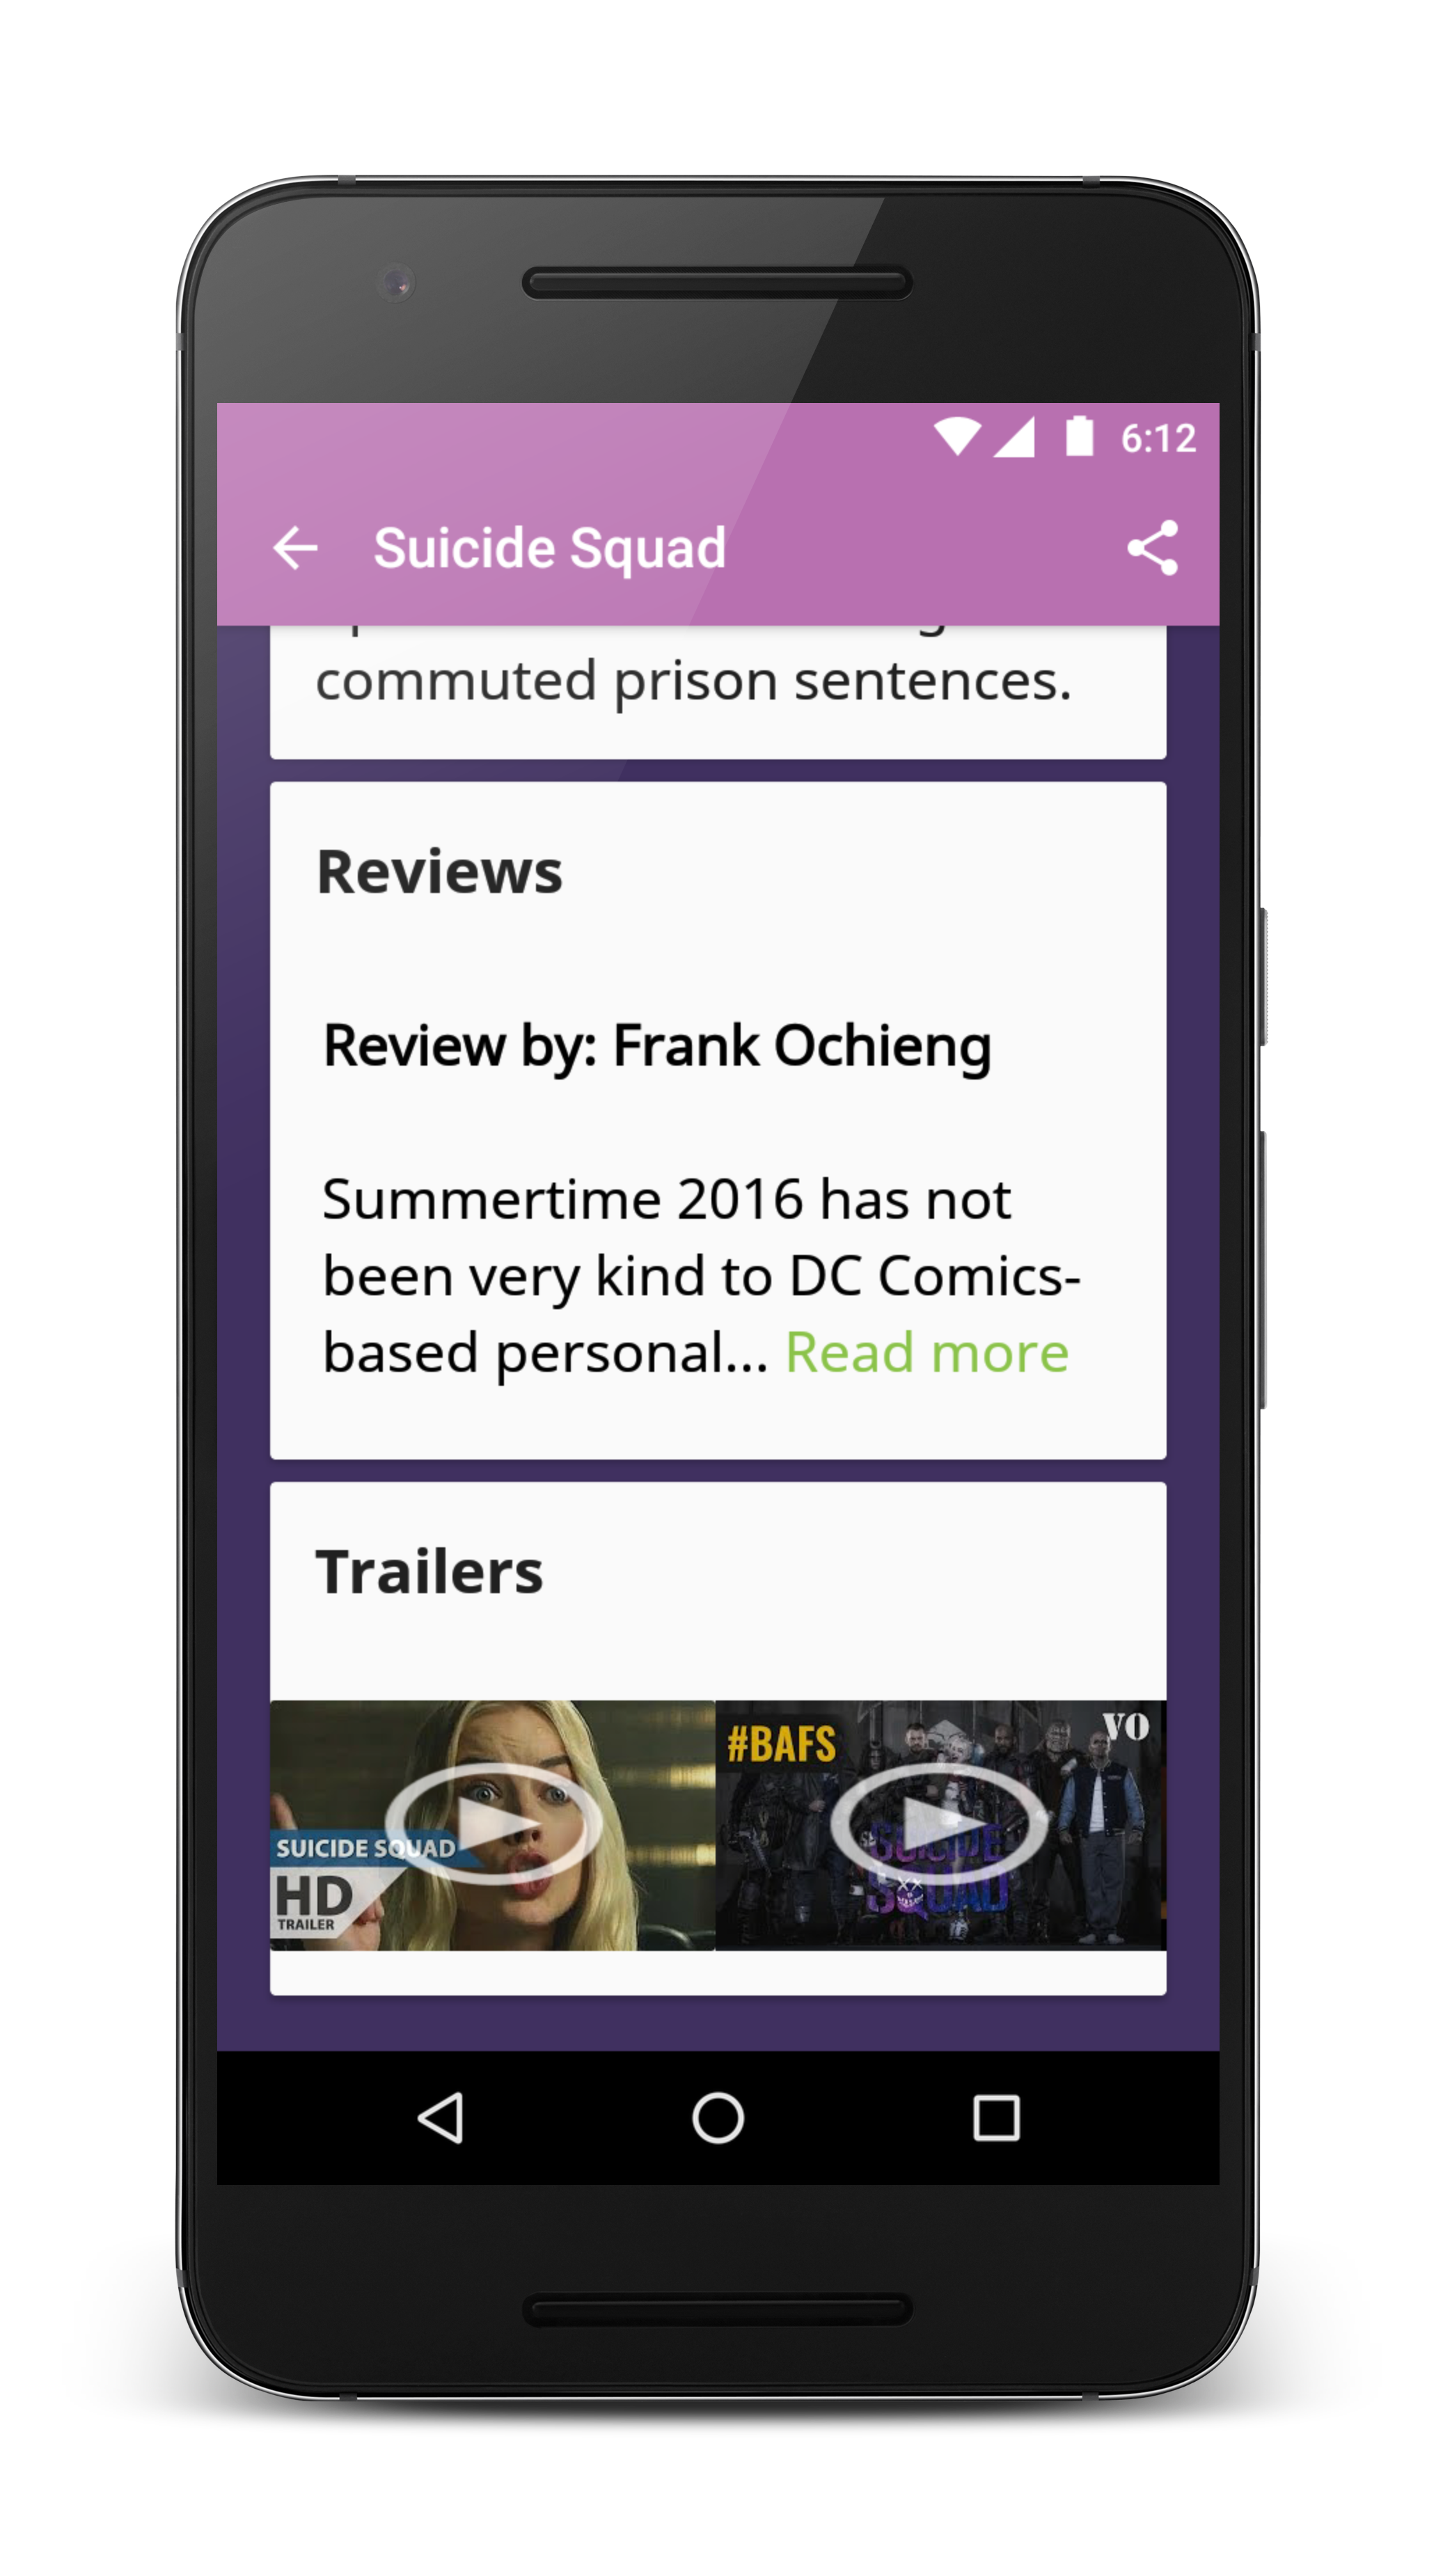 6:12
Suicide Squad
commuted prison sentences.
Reviews
Review by: Frank Ochieng
Summertime 2016 has not
been very kind to DC Comics-
based personal... Read more
Trailers
SUICIDE SQUAD
HD
TRAILER
#BAFS
VO
SUICIDE
SQUAD